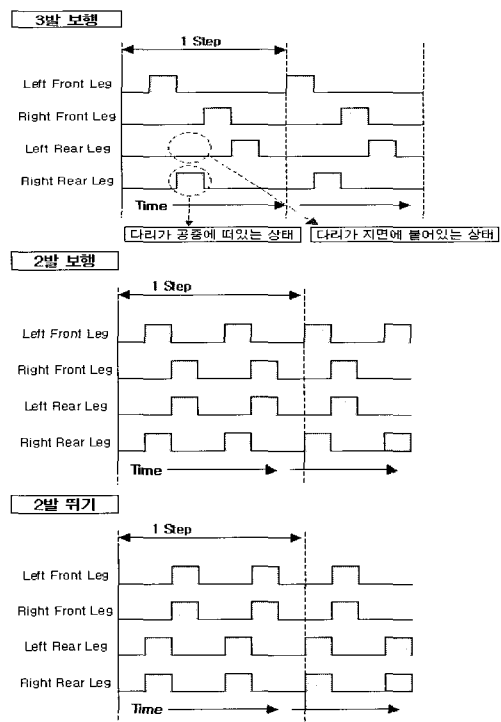 3발 보행
1 Step
Left Front Leg
Right Front Leg
Left Rear Leg
Right Rear Leg
Time
다리가 공중에 떠있는 상태
다리가 지면에 붙어있는 상태
2발 보행
1 Step
Left Front Leg
Right Front Leg
Left Rear Leg
Right Rear Leg
Time
2발 뛰기
1 Step
Left Front Leg
Right Front Leg
Left Rear Leg
Right Rear Leg
Time